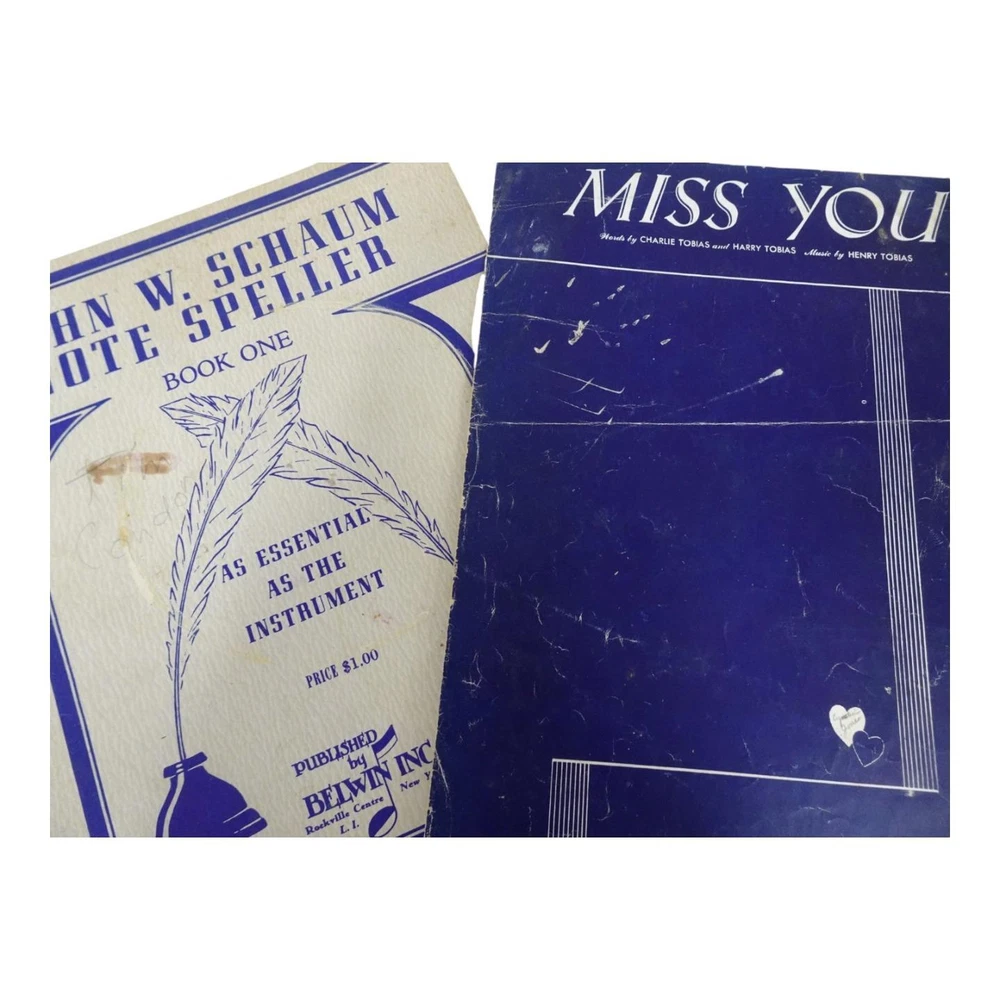 HN W. SCHAUM
OTE SPELLER
BOOK ONE
AS ESSENTIAL
AS THE
INSTRUMENT
PRICE $1.00
PUBLISHED
by
BELWIN INC
Rockville Centre New Y
L. I.
MISS YOU
Words by CHARLIE TOBIAS and HARRY TOBIAS Music by HENRY TOBIAS